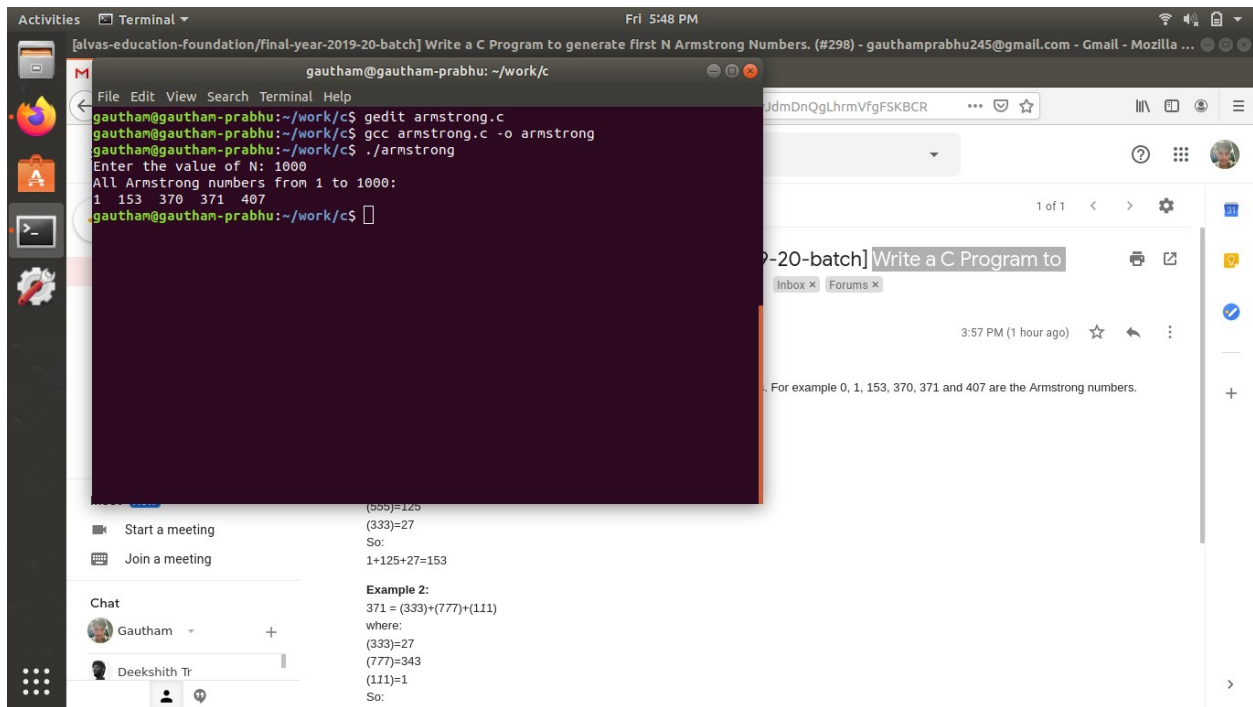 Activities Terminal Fri 5:48 PM
[alvas-education-foundation/final-year-2019-20-batch] Write a C Program to generate first N Armstrong Numbers. (#298) - gauthamprabhu245@gmail.com - Gmail - Mozilla ...
gautham@gautham-prabhu: ~/work/c
File Edit View Search Terminal Help
gautham@gautham-prabhu:~/work/c$ gedit armstrong.c
gautham@gautham-prabhu:~/work/c$ gcc armstrong.c -o armstrong
gautham@gautham-prabhu:~/work/c$ ./armstrong
Enter the value of N: 1000
All Armstrong numbers from 1 to 1000:
1 153 370 371 407
gautham@gautham-prabhu:~/work/c$
JdmDnQgLhrmVfgFSKBCR
1 of 1
31
9-20-batch] Write a C Program to
Inbox × Forums ×
3:57 PM (1 hour ago)
. For example 0, 1, 153, 370, 371 and 407 are the Armstrong numbers.
(555)=125
(333)=27
So:
1+125+27=153
Example 2:
371 = (333)+(777)+(111)
where:
(333)=27
(777)=343
(111)=1
So:
Start a meeting
Join a meeting
Chat
Gautham
Deekshith Tr